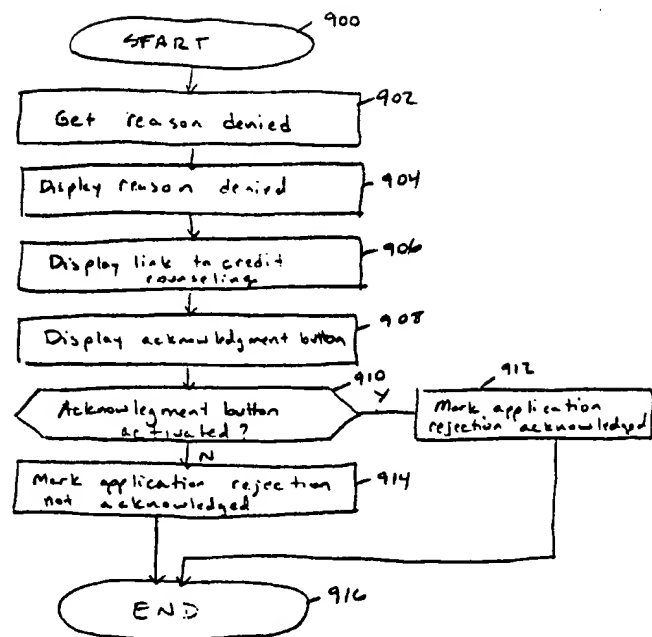 900
START
902
Get reason denied
904
Display reason denied
906
Display link to credit
counseling
908
Display acknowledgment button
910
Acknowlegment button
activated?
Y
912
Mark application
rejection acknowledged
N
914
Mark application rejection
not acknowledged
END
916